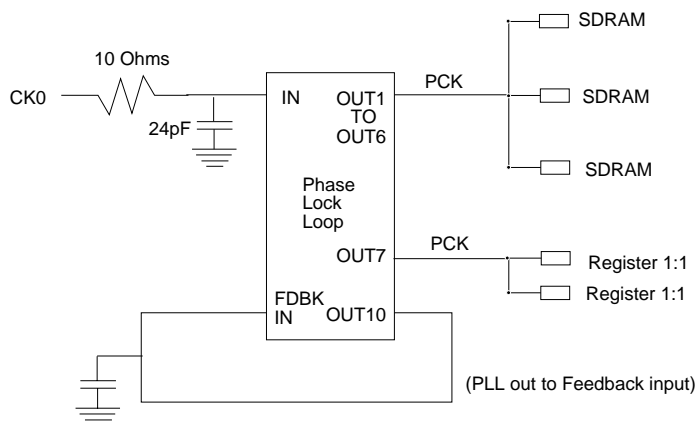 SDRAM
10 Ohms
CK0
IN
OUT1
TO
OUT6
PCK
SDRAM
24pF
SDRAM
Phase
Lock
Loop
OUT7
PCK
Register 1:1
Register 1:1
FDBK
IN
OUT10
(PLL out to Feedback input)